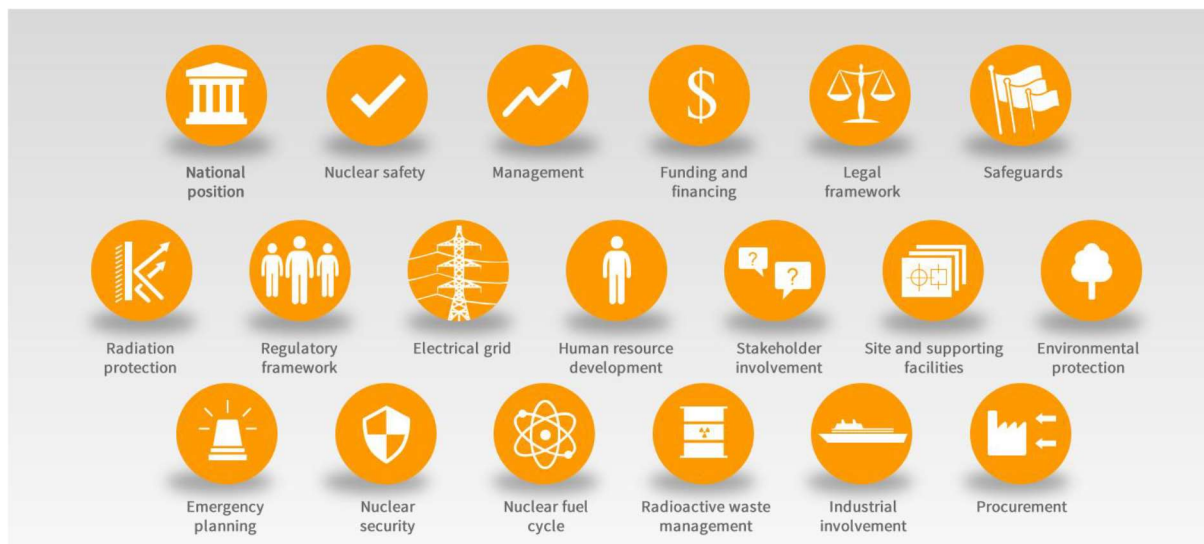 National
position
Nuclear safety
Management
$
Funding and
financing
Legal
framework
Safeguards
Radiation
protection
Regulatory
framework
Electrical grid
Human resource
development
? ?
Stakeholder
involvement
Site and supporting
facilities
Environmental
protection
Emergency
planning
Nuclear
security
Nuclear fuel
cycle
Radioactive waste
management
Industrial
involvement
Procurement